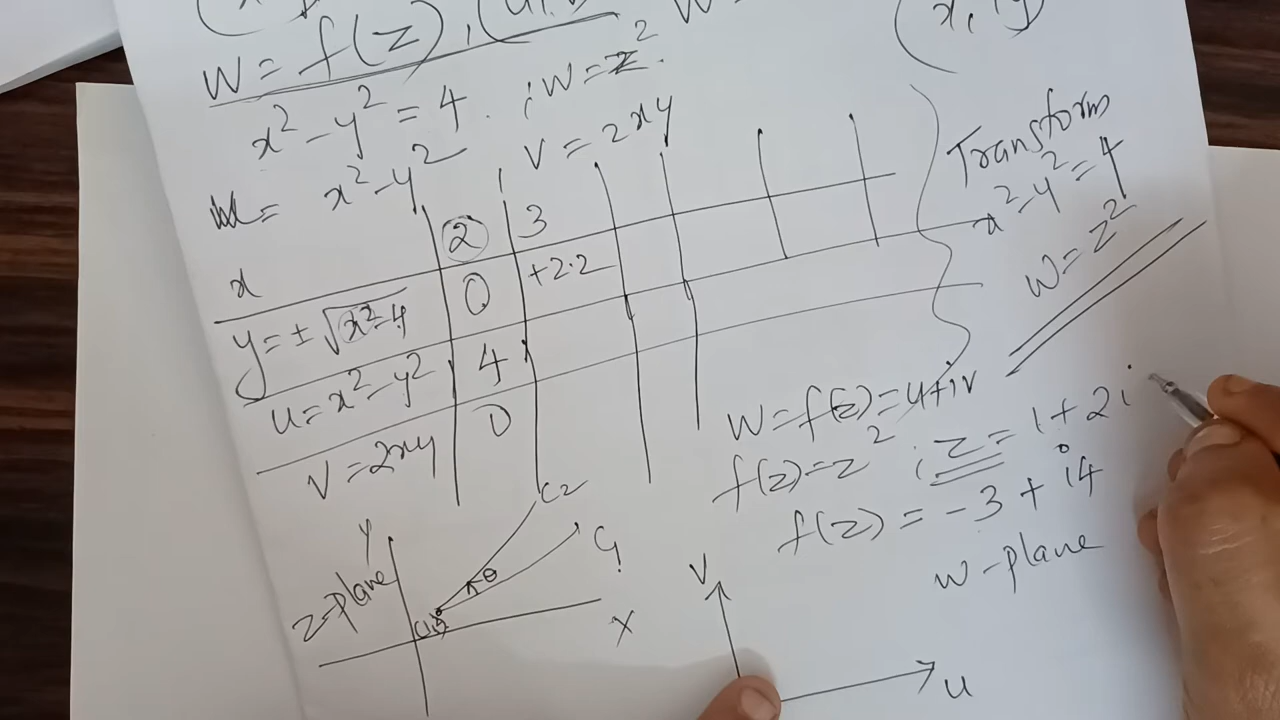 W = f(z), (u,
x² - y² = 4. ; W = z².
u = x² - y² V = 2xy
x 2 3
y = ± √x²-4 0 +2.2
u = x² - y² 4
V = 2xy 0
(x, y)
Transform
x² - y² = 4
W = z²
W = f(z) = u + iv
f(z) = z² ; z = 1 + 2i
f(z) = -3 + i4
W - plane
Y
z-plane
C2
θ
C1
X
V
u